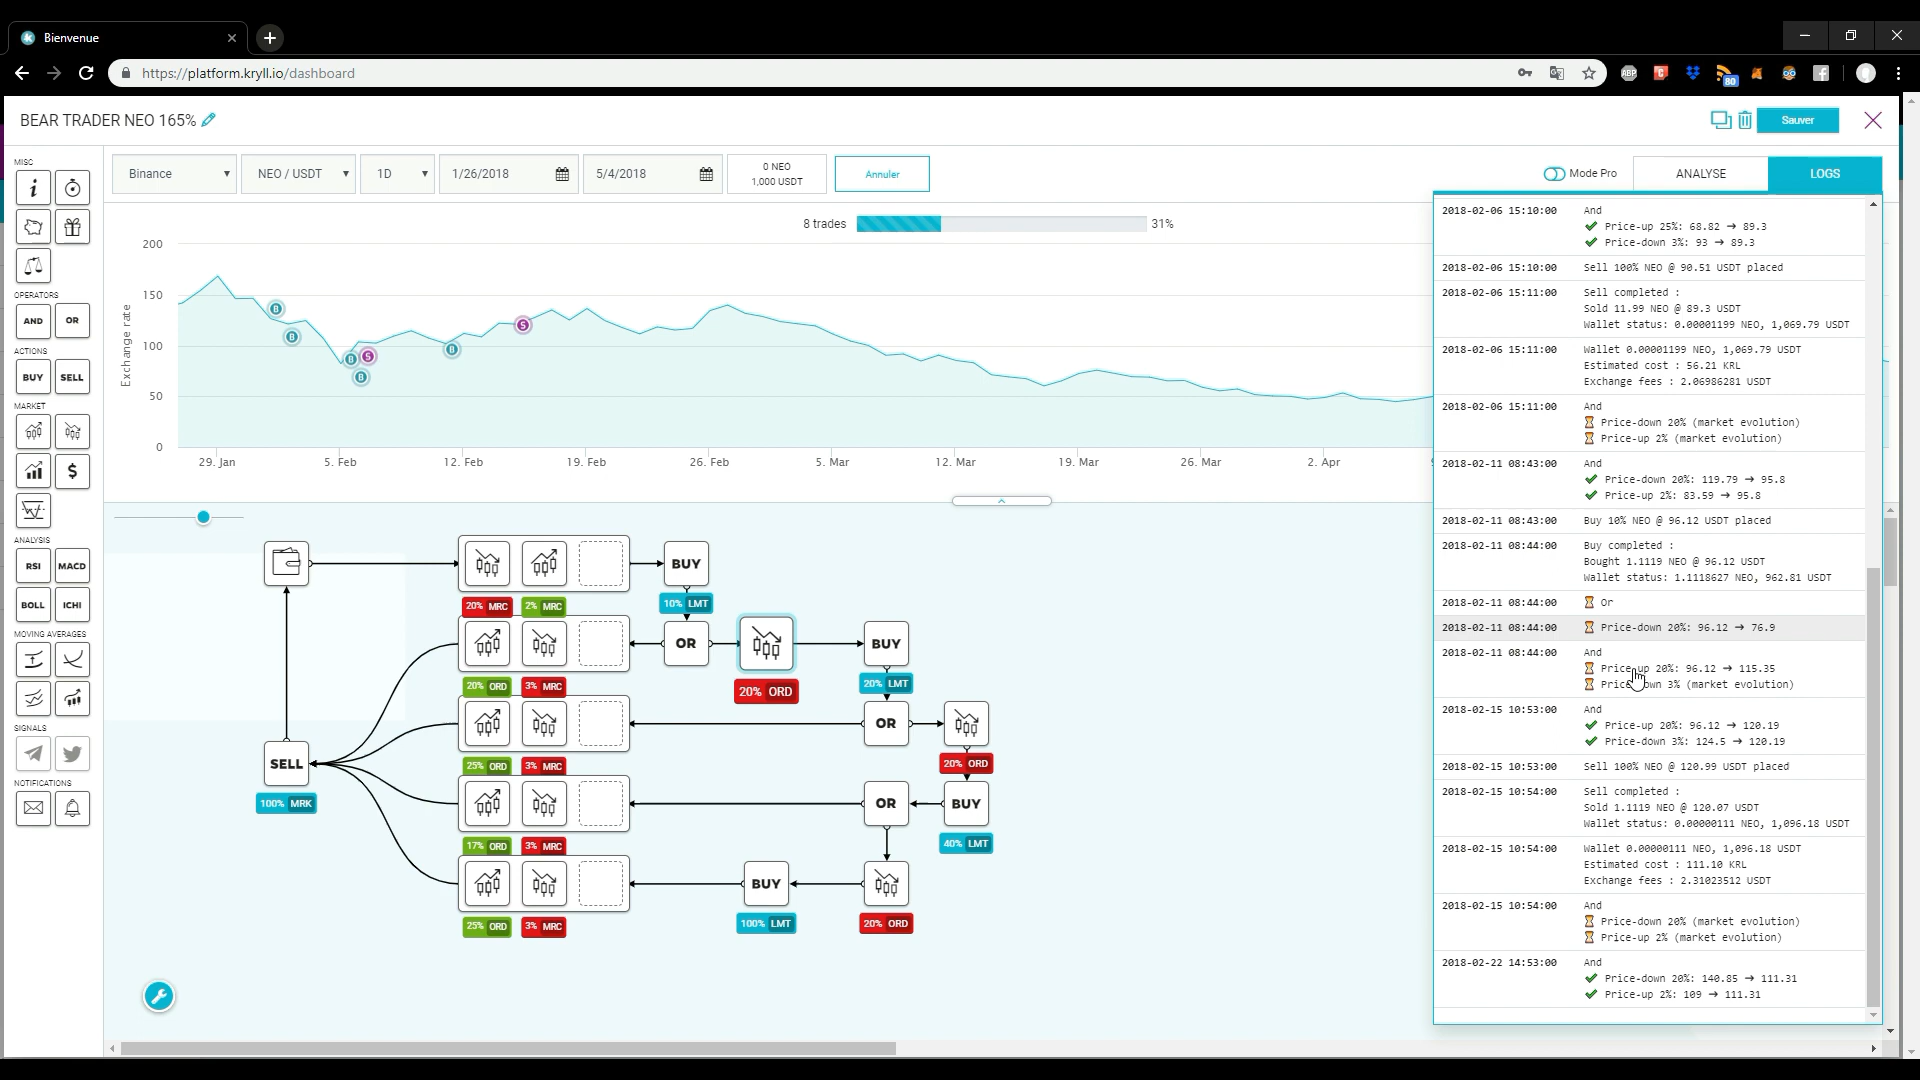 Bienvenue
https://platform.kryll.io/dashboard
ABP
80
BEAR TRADER NEO 165%
Sauver
MISC
OPERATORS
AND
OR
ACTIONS
BUY
SELL
MARKET
$
ANALYSIS
RSI
MACD
BOLL
ICHI
MOVING AVERAGES
SIGNALS
NOTIFICATIONS
Binance
NEO / USDT
1D
1/26/2018
5/4/2018
0 NEO
1,000 USDT
Annuler
Mode Pro
ANALYSE
LOGS
8 trades
31%
Exchange rate
200
150
100
50
0
B
B
B
S
B
B
S
29. Jan
5. Feb
12. Feb
19. Feb
26. Feb
5. Mar
12. Mar
19. Mar
26. Mar
2. Apr
BUY
20% MRC
2% MRC
10% LMT
OR
BUY
20% ORD
3% MRC
20% ORD
20% LMT
OR
SELL
25% ORD
3% MRC
20% ORD
100% MRK
OR
BUY
17% ORD
3% MRC
40% LMT
BUY
25% ORD
3% MRC
100% LMT
20% ORD
2018-02-06 15:10:00 And
Price-up 25%: 68.82 → 89.3
Price-down 3%: 93 → 89.3
2018-02-06 15:10:00 Sell 100% NEO @ 90.51 USDT placed
2018-02-06 15:11:00 Sell completed :
Sold 11.99 NEO @ 89.3 USDT
Wallet status: 0.00001199 NEO, 1,069.79 USDT
2018-02-06 15:11:00 Wallet 0.00001199 NEO, 1,069.79 USDT
Estimated cost : 56.21 KRL
Exchange fees : 2.06986281 USDT
2018-02-06 15:11:00 And
Price-down 20% (market evolution)
Price-up 2% (market evolution)
2018-02-11 08:43:00 And
Price-down 20%: 119.79 → 95.8
Price-up 2%: 83.59 → 95.8
2018-02-11 08:43:00 Buy 10% NEO @ 96.12 USDT placed
2018-02-11 08:44:00 Buy completed :
Bought 1.1119 NEO @ 96.12 USDT
Wallet status: 1.1118627 NEO, 962.81 USDT
2018-02-11 08:44:00 Or
2018-02-11 08:44:00 Price-down 20%: 96.12 → 76.9
2018-02-11 08:44:00 And
Price-up 20%: 96.12 → 115.35
Price-down 3% (market evolution)
2018-02-15 10:53:00 And
Price-up 20%: 96.12 → 120.19
Price-down 3%: 124.5 → 120.19
2018-02-15 10:53:00 Sell 100% NEO @ 120.99 USDT placed
2018-02-15 10:54:00 Sell completed :
Sold 1.1119 NEO @ 120.07 USDT
Wallet status: 0.00000111 NEO, 1,096.18 USDT
2018-02-15 10:54:00 Wallet 0.00000111 NEO, 1,096.18 USDT
Estimated cost : 111.10 KRL
Exchange fees : 2.31023512 USDT
2018-02-15 10:54:00 And
Price-down 20% (market evolution)
Price-up 2% (market evolution)
2018-02-22 14:53:00 And
Price-down 20%: 140.85 → 111.31
Price-up 2%: 109 → 111.31